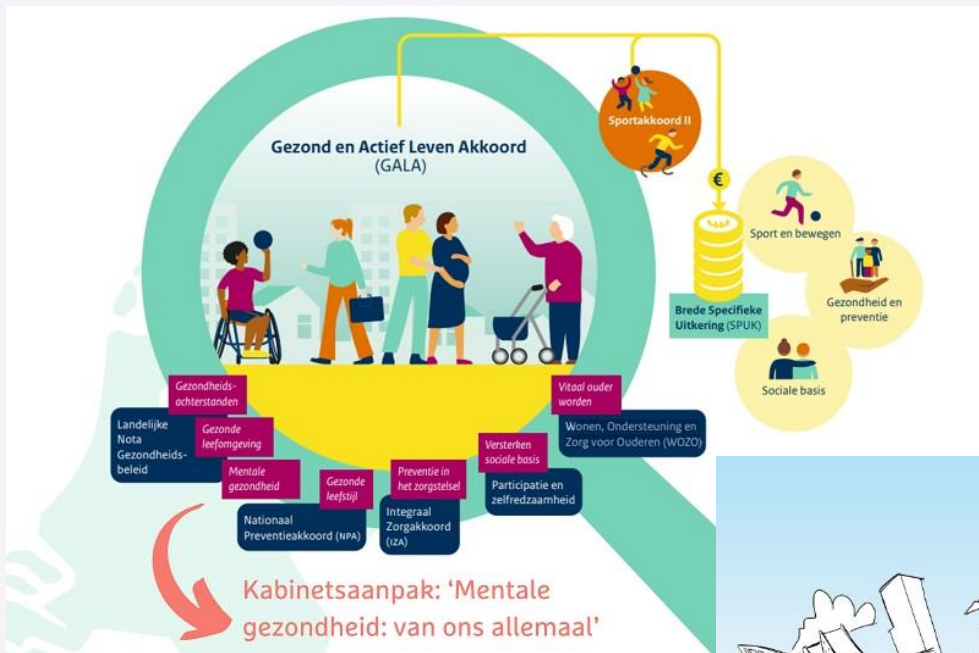 Gezond en Actief Leven Akkoord
(GALA)
Sportakkoord II
€
Sport en bewegen
Gezondheid en
preventie
Brede Specifieke
Uitkering (SPUK)
Sociale basis
Gezondheids-
achterstanden
Landelijke
Nota
Gezondheids-
beleid
Gezonde
leefomgeving
Mentale
gezondheid
Gezonde
leefstijl
Nationaal
Preventieakkoord (NPA)
Preventie in
het zorgstelsel
Integraal
Zorgakkoord
(IZA)
Versterken
sociale basis
Participatie en
zelfredzaamheid
Vitaal ouder
worden
Wonen, Ondersteuning en
Zorg voor Ouderen (WOZO)
Kabinetsaanpak: ‘Mentale
gezondheid: van ons allemaal’